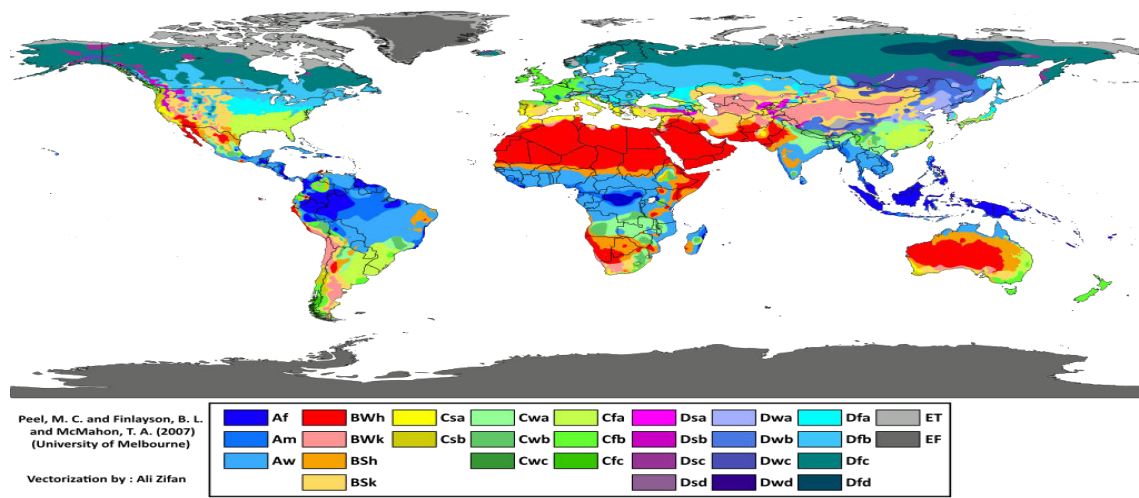 Peel, M. C. and Finlayson, B. L.
and McMahon, T. A. (2007)
(University of Melbourne)
Vectorization by : Ali Zifan
Af BWh Csa Cwa Cfa Dsa Dwa Dfa ET
Am BWk Csb Cwb Cfb Dsb Dwb Dfb EF
Aw BSh Cwc Cfc Dsc Dwc Dfc
BSk Dsd Dwd Dfd